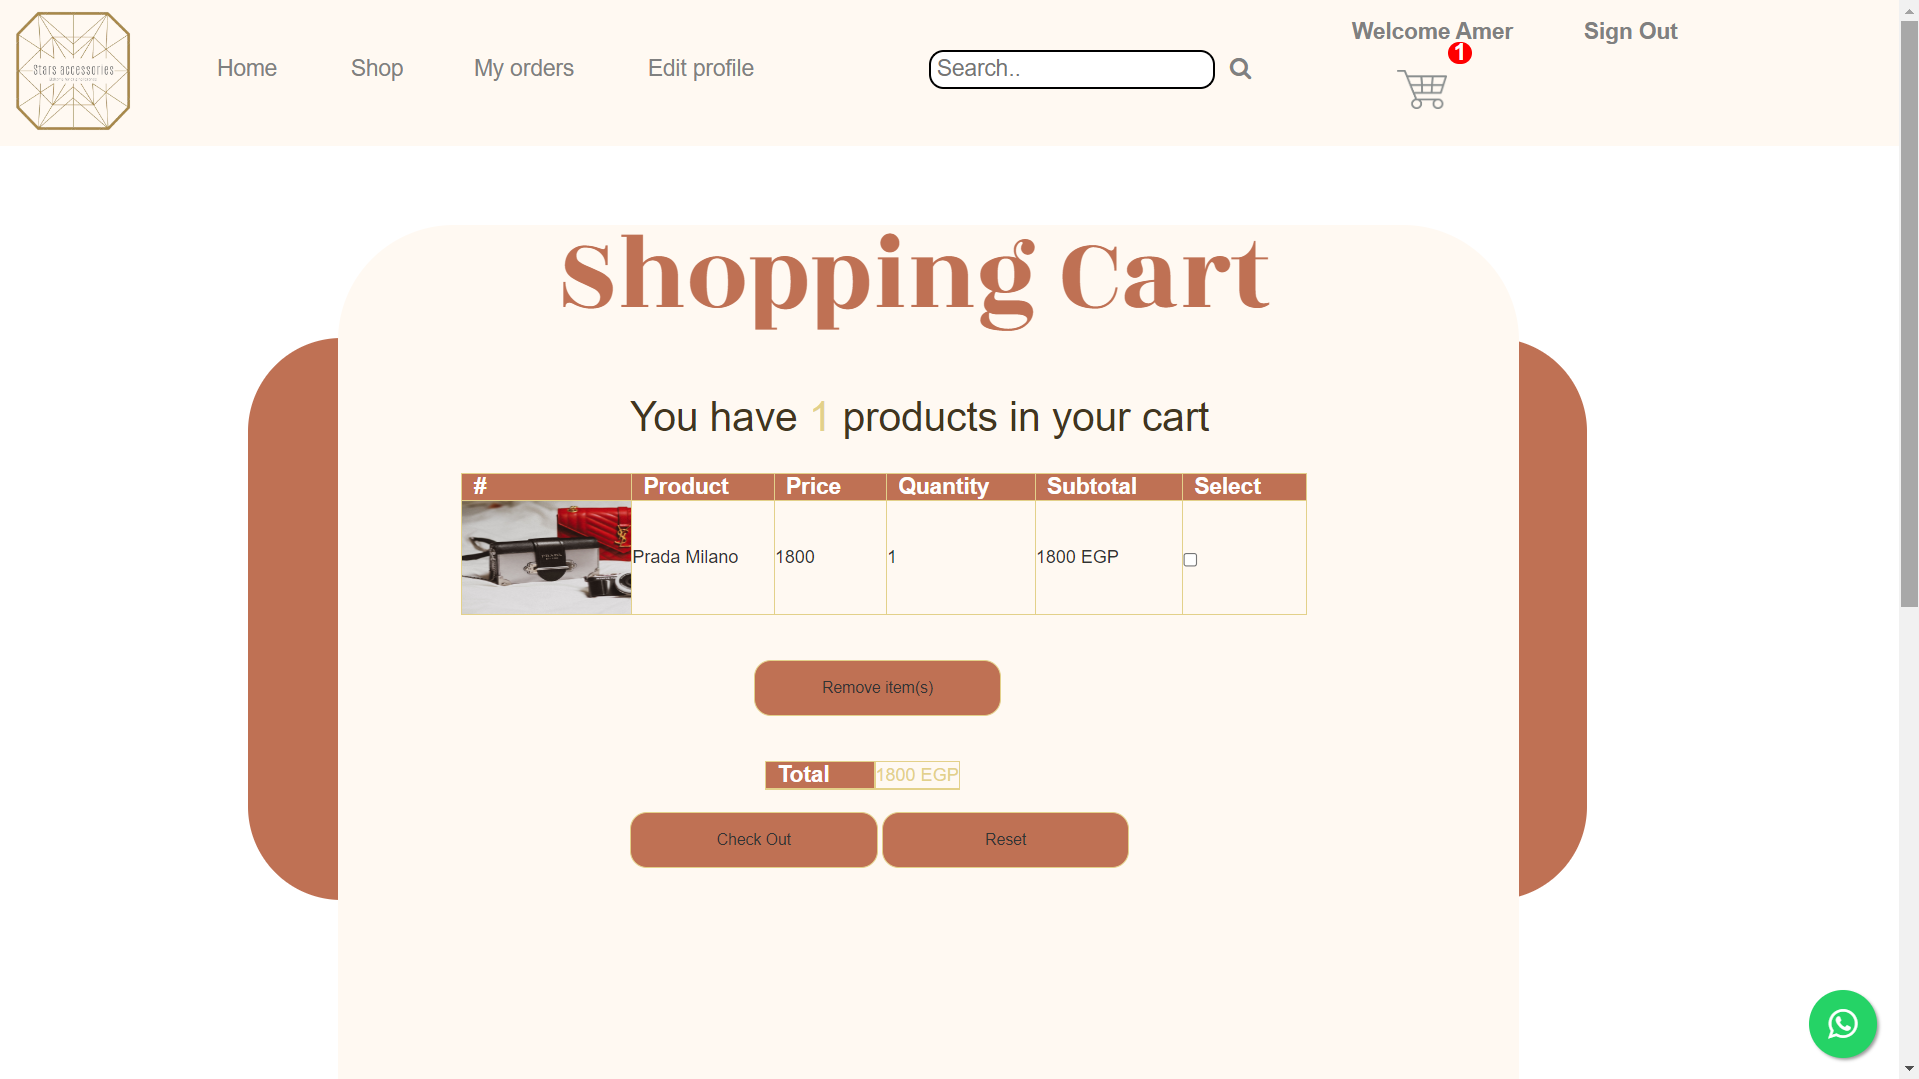 Stars accessories
Home
Shop
My orders
Edit profile
Search..
Welcome Amer
1
Sign Out
Shopping Cart
You have 1 products in your cart
# Product Price Quantity Subtotal Select
Prada Milano 1800 1 1800 EGP
PRADA
Remove item(s)
Total 1800 EGP
Check Out
Reset